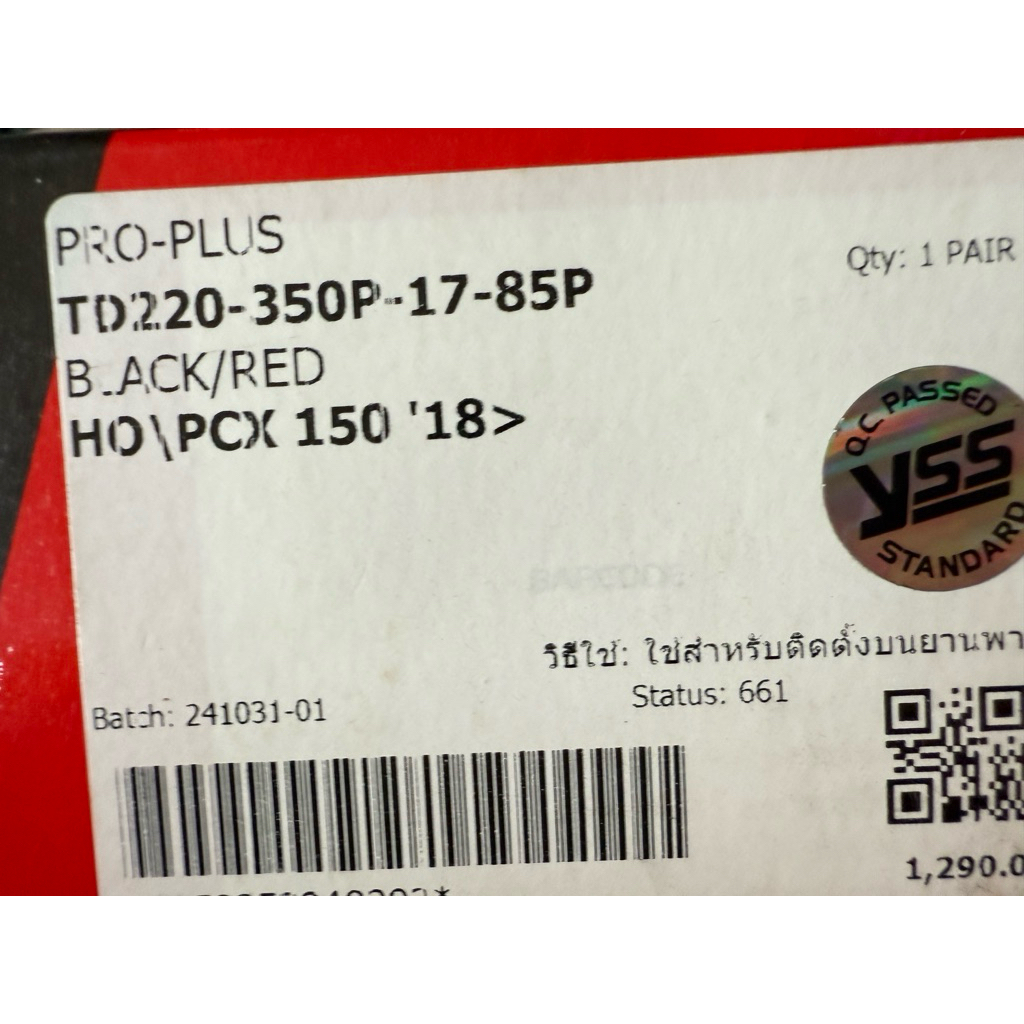 PRO-PLUS
Qty: 1 PAIR
TD220-350P-17-85P
BLACK/RED
HO\PCX 150 '18>
QC PASSED
YSS
STANDARD
BARCODE
วิธีใช้: ใช้สำหรับติดตั้งบนยานพา
Status: 661
Batch: 241031-01
1,290.0